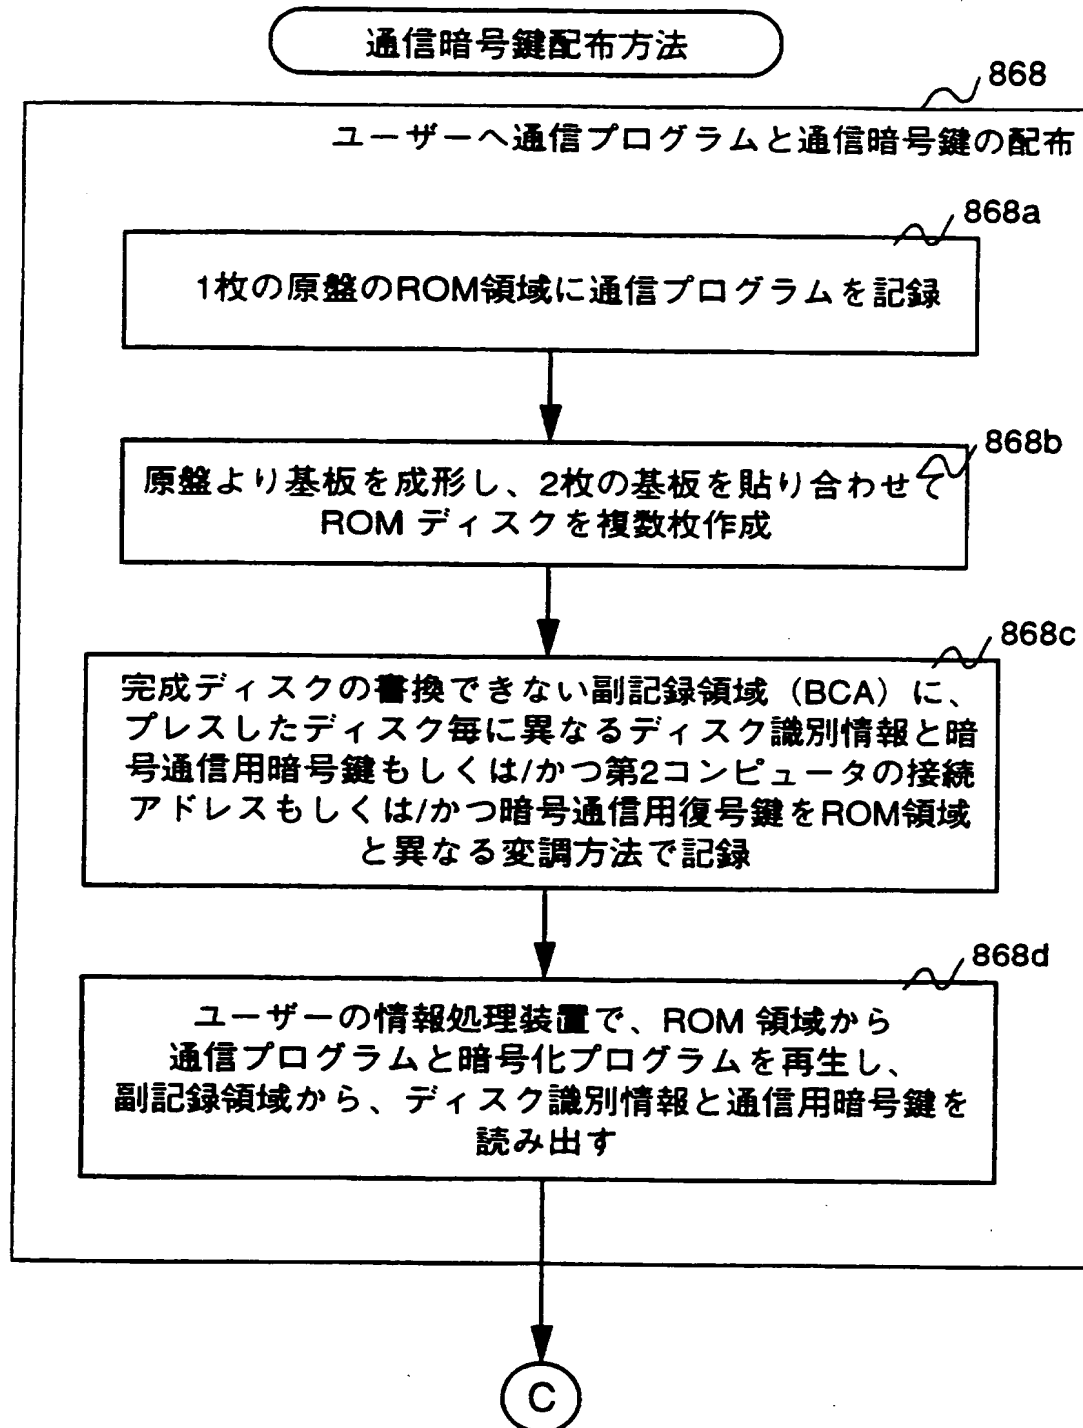 通信暗号鍵配布方法
868
ユーザーへ通信プログラムと通信暗号鍵の配布
868a
1枚の原盤のROM領域に通信プログラムを記録
868b
原盤より基板を成形し、2枚の基板を貼り合わせて
ROM ディスクを複数枚作成
868c
完成ディスクの書換できない副記録領域（BCA）に、
プレスしたディスク毎に異なるディスク識別情報と暗
号通信用暗号鍵もしくは/かつ第2コンピュータの接続
アドレスもしくは/かつ暗号通信用復号鍵をROM領域
と異なる変調方法で記録
868d
ユーザーの情報処理装置で、ROM 領域から
通信プログラムと暗号化プログラムを再生し、
副記録領域から、ディスク識別情報と通信用暗号鍵を
読み出す
C